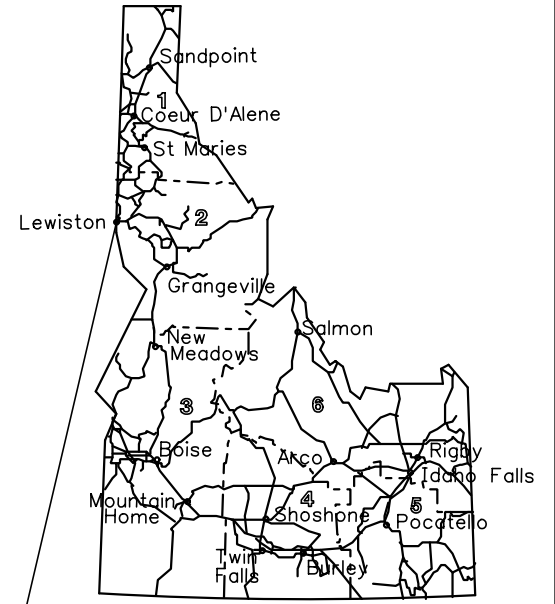 Sandpoint
1
Coeur D'Alene
St Maries
Lewiston
2
Grangeville
Salmon
New
Meadows
3
6
Boise
Arco
Rigby
Idaho Falls
Mountain
Home
4
5
Shoshone
Pocatello
Twin
Falls
Burley